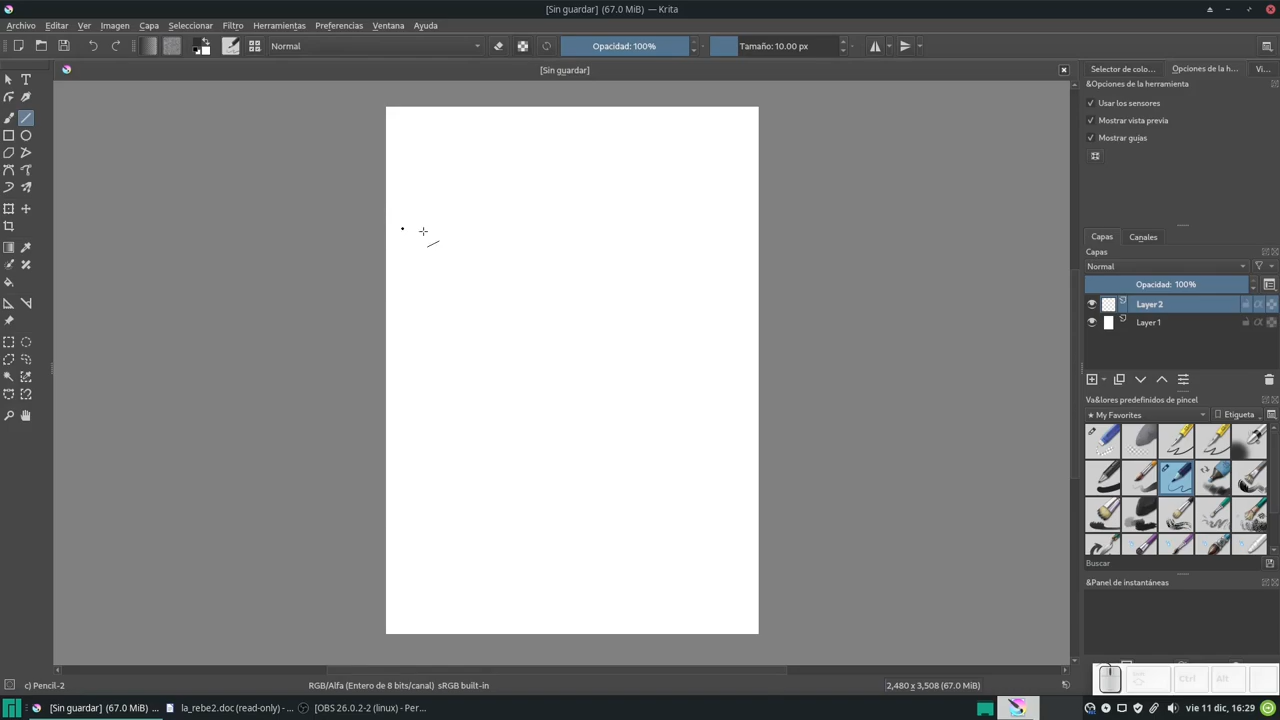 [Sin guardar] (67.0 MiB) — Krita
Archivo Editar Ver Imagen Capa Seleccionar Filtro Herramientas Preferencias Ventana Ayuda
Normal Opacidad: 100% Tamaño: 10.00 px
[Sin guardar]
Selector de colo... Opciones de la h... Vi...
&Opciones de la herramienta
Usar los sensores
Mostrar vista previa
Mostrar guías
Capas Canales
Capas
Normal
Opacidad: 100%
Layer 2
Layer 1
Va&lores predefinidos de pincel
★ My Favorites Etiqueta
Buscar
&Panel de instantáneas
c) Pencil-2 RGB/Alfa (Entero de 8 bits/canal) sRGB built-in 2,480 x 3,508 (67.0 MiB)
Ctrl Alt
[Sin guardar] (67.0 MiB) ... la_rebe2.doc (read-only) - ... [OBS 26.0.2-2 (linux) - Per... vie 11 dic, 16:29